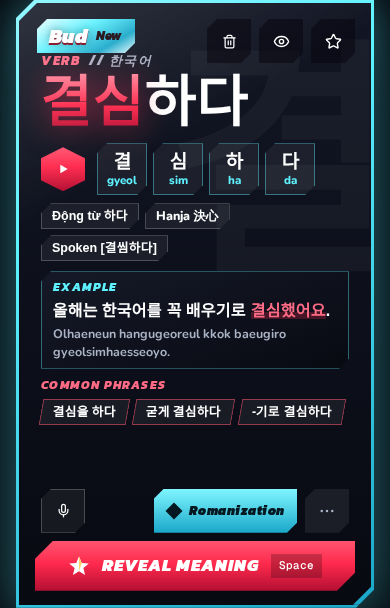 Bud New
VERB // 한국어
결심하다
결 심 하 다
gyeol sim ha da
Động từ 하다 Hanja 決心
Spoken [결씸하다]
EXAMPLE
올해는 한국어를 꼭 배우기로 결심했어요.
Olhaeneun hangugeoreul kkok baeugiro
gyeolsimhaesseoyo.
COMMON PHRASES
결심을 하다 굳게 결심하다 -기로 결심하다
Romanization
REVEAL MEANING Space